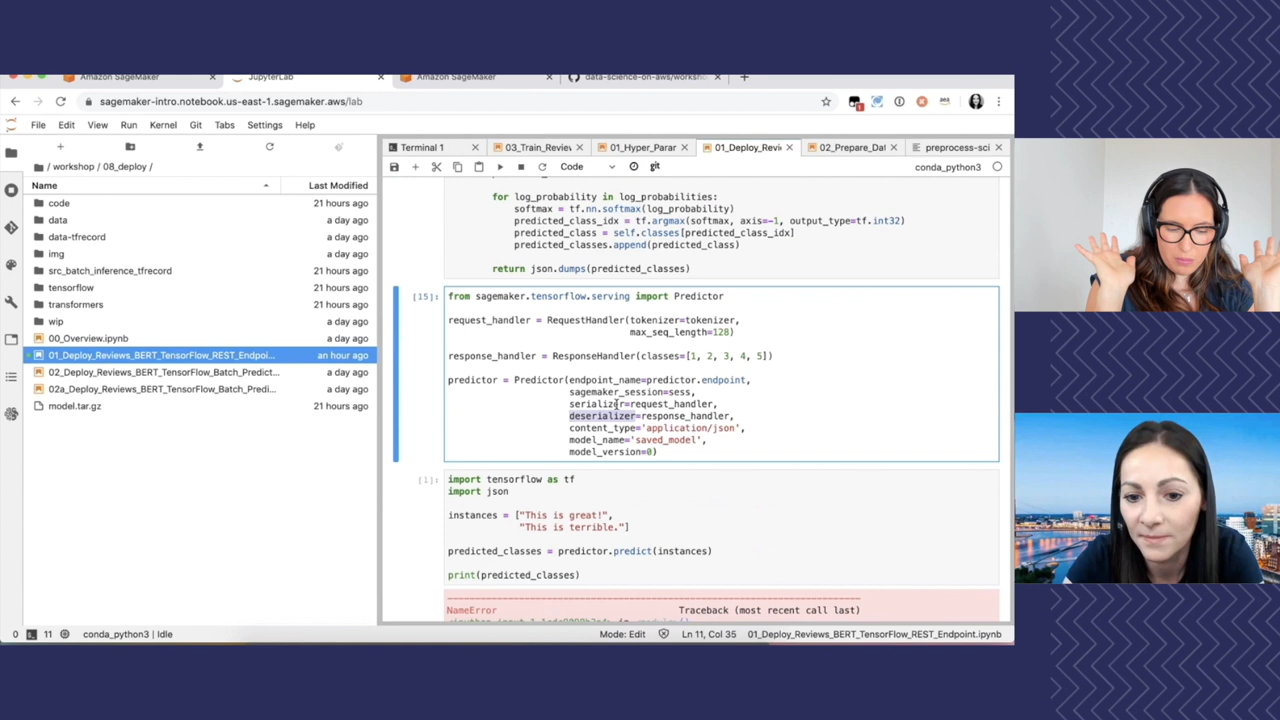 Amazon SageMaker
JupyterLab
Amazon SageMaker
data-science-on-aws/worksho
sagemaker-intro.notebook.us-east-1.sagemaker.aws/lab
File Edit View Run Kernel Git Tabs Settings Help
Terminal 1
03_Train_Review
01_Hyper_Paran
01_Deploy_Revi
02_Prepare_Dat
preprocess-sci
Code
git
conda_python3
/ workshop / 08_deploy /
Name Last Modified
code 21 hours ago
data a day ago
data-tfrecord a day ago
img a day ago
src_batch_inference_tfrecord 21 hours ago
tensorflow 21 hours ago
transformers 21 hours ago
wip a day ago
00_Overview.ipynb a day ago
01_Deploy_Reviews_BERT_TensorFlow_REST_Endpoi... an hour ago
02_Deploy_Reviews_BERT_TensorFlow_Batch_Predict... a day ago
02a_Deploy_Reviews_BERT_TensorFlow_Batch_Predi... a day ago
model.tar.gz 21 hours ago
for log_probability in log_probabilities:
softmax = tf.nn.softmax(log_probability)
predicted_class_idx = tf.argmax(softmax, axis=-1, output_type=tf.int32)
predicted_class = self.classes[predicted_class_idx]
predicted_classes.append(predicted_class)
return json.dumps(predicted_classes)
[15]: from sagemaker.tensorflow.serving import Predictor
request_handler = RequestHandler(tokenizer=tokenizer,
max_seq_length=128)
response_handler = ResponseHandler(classes=[1, 2, 3, 4, 5])
predictor = Predictor(endpoint_name=predictor.endpoint,
sagemaker_session=sess,
serializer=request_handler,
deserializer=response_handler,
content_type='application/json',
model_name='saved_model',
model_version=0)
[1]: import tensorflow as tf
import json
instances = ["This is great!",
"This is terrible."]
predicted_classes = predictor.predict(instances)
print(predicted_classes)
NameError Traceback (most recent call last)
0 11 conda_python3 | Idle Mode: Edit Ln 11, Col 35 01_Deploy_Reviews_BERT_TensorFlow_REST_Endpoint.ipynb